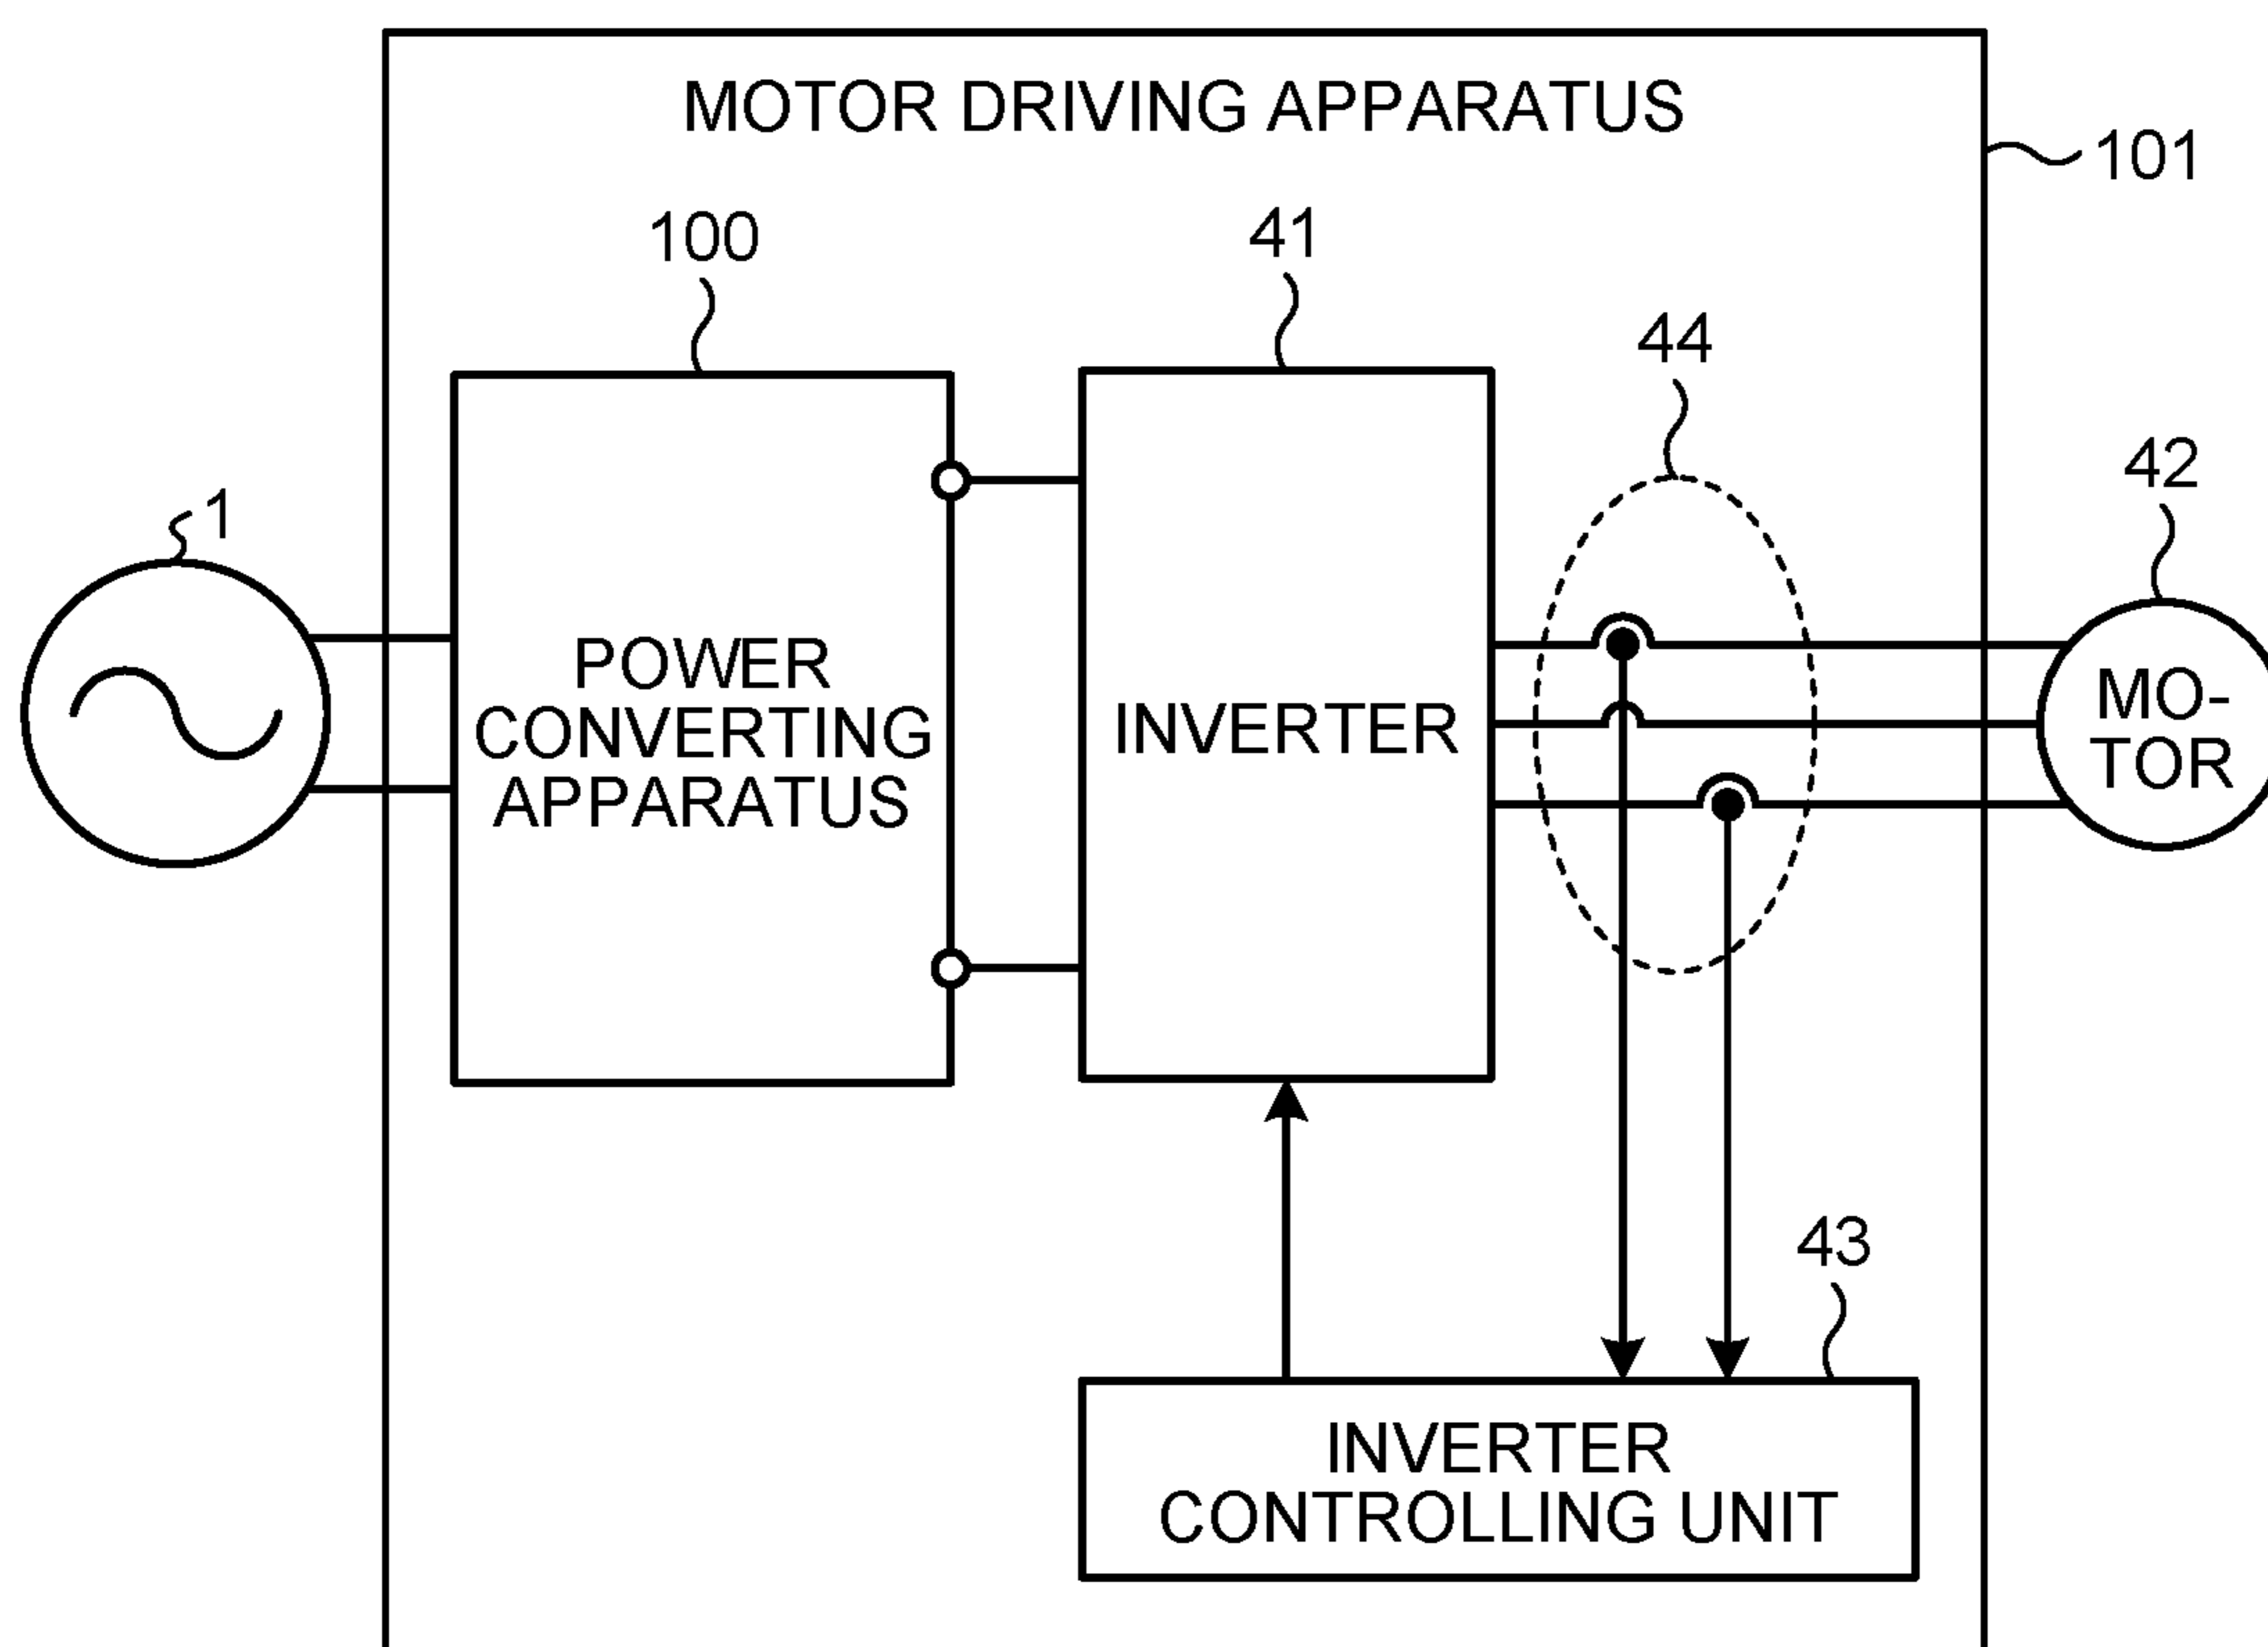 MOTOR DRIVING APPARATUS
101
100
41
44
42
1
POWER
CONVERTING
APPARATUS
INVERTER
MO-
TOR
43
INVERTER
CONTROLLING UNIT